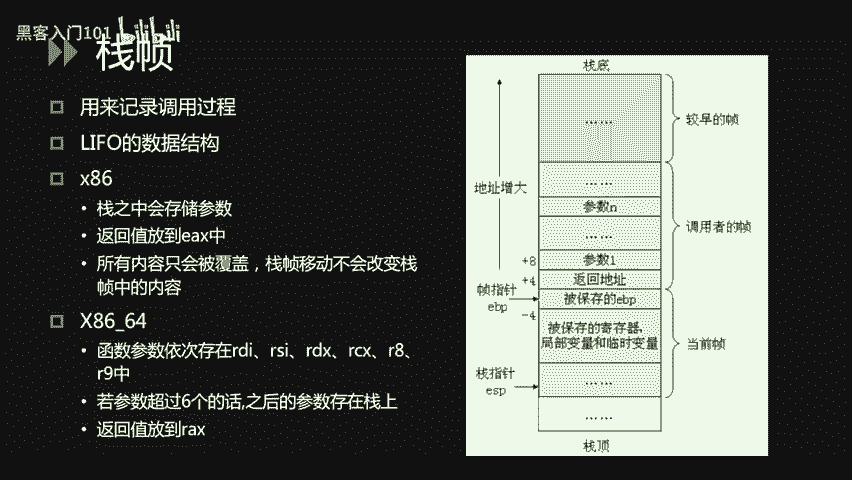 黑客入门101 bilibili
栈帧
用来记录调用过程
LIFO的数据结构
x86
• 栈之中会存储参数
• 返回值放到eax中
• 所有内容只会被覆盖，栈帧移动不会改变栈
帧中的内容
X86_64
• 函数参数依次存在rdi、rsi、rdx、rcx、r8、
r9中
• 若参数超过6个的话,之后的参数存在栈上
• 返回值放到rax
栈底
……
较早的帧
地址增大
……
参数n
……
调用者的帧
+8
参数1
+4
返回地址
帧指针
ebp
被保存的ebp
-4
被保存的寄存器,
局部变量和临时变量
当前帧
栈指针
esp
……
……
栈顶